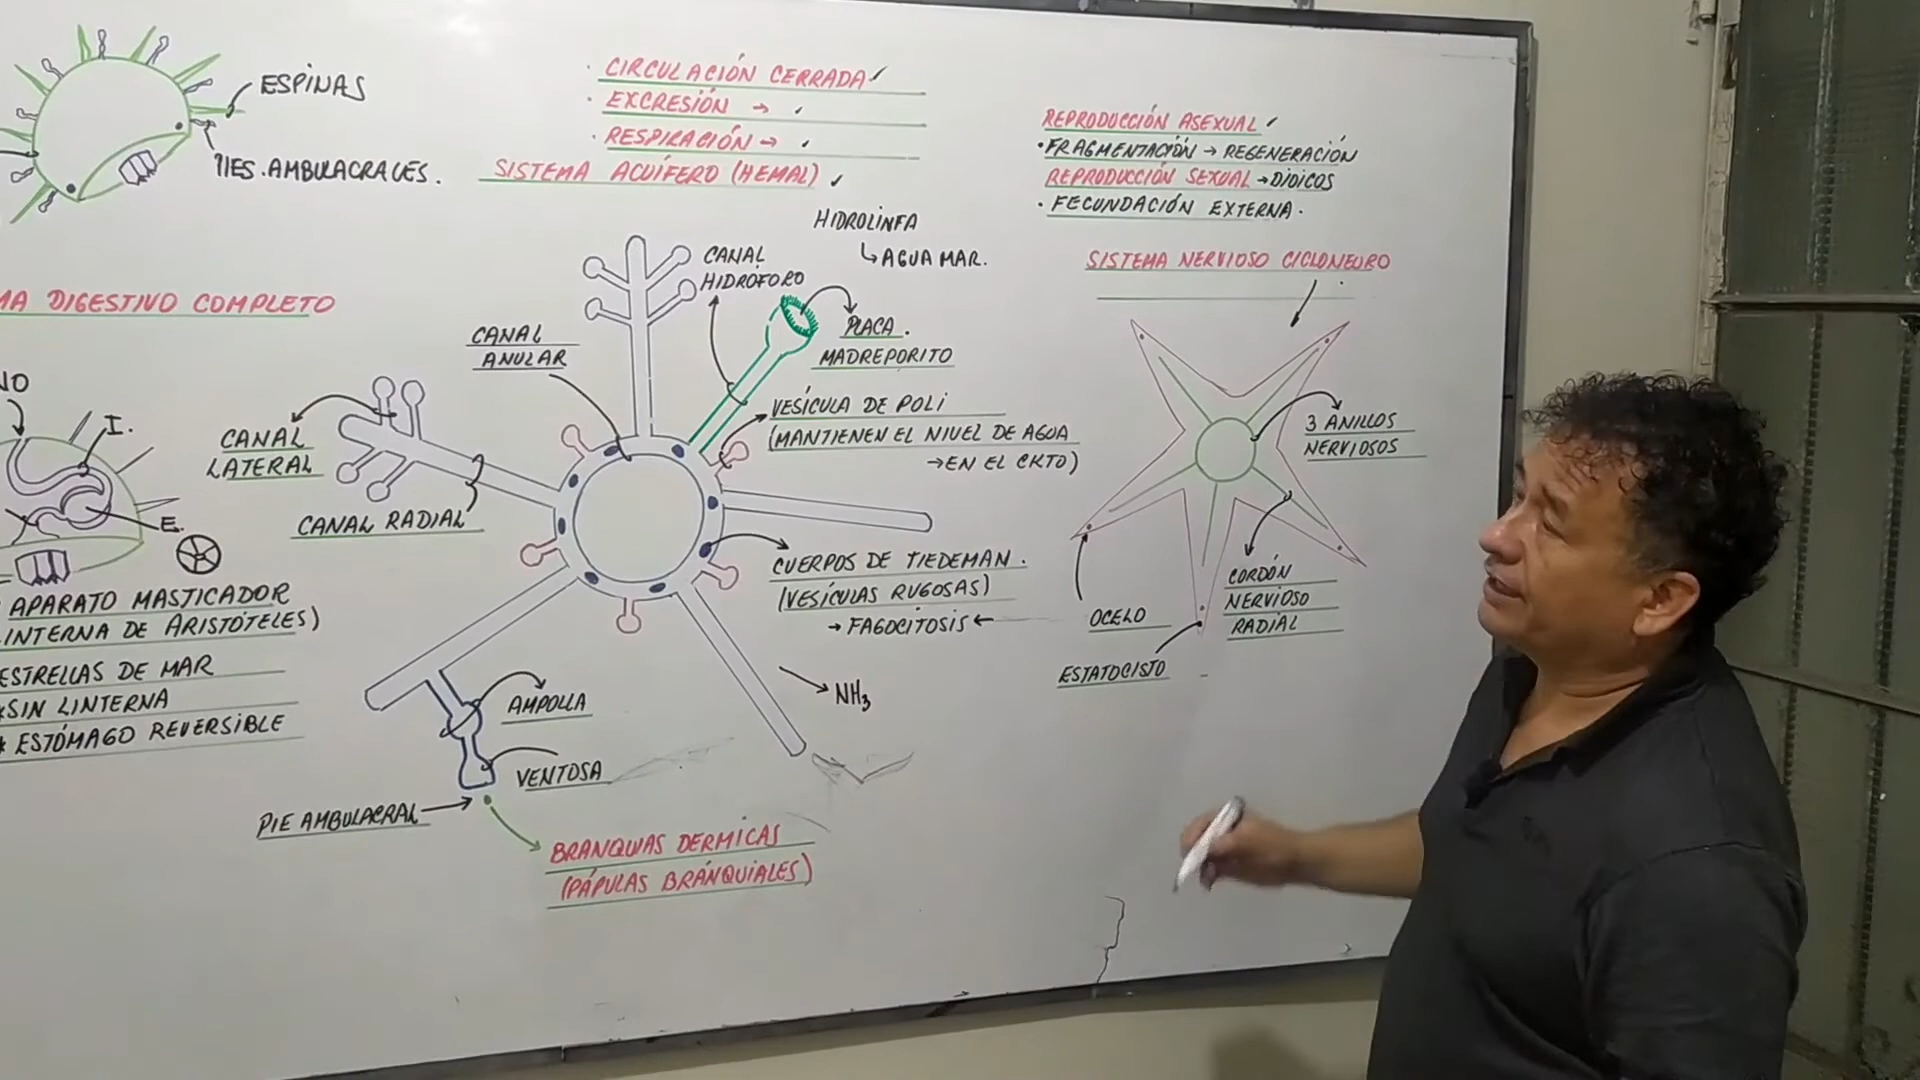 ESPINAS
PIES.AMBULACRALES.
MA DIGESTIVO COMPLETO
NO
I.
E.
APARATO MASTICADOR
LINTERNA DE ARISTÓTELES)
ESTRELLAS DE MAR
*SIN LINTERNA
* ESTÓMAGO REVERSIBLE
· CIRCULACIÓN CERRADA
· EXCRESIÓN →
· RESPIRACIÓN →
SISTEMA ACUÍFERO (HEMAL)
HIDROLINFA
↳AGUA MAR.
CANAL
HIDRÓFORO
PLACA.
MADREPORITO
CANAL
ANULAR
VESÍCULA DE POLI
(MANTIENEN EL NIVEL DE AGUA
→EN EL CKTO)
CANAL
LATERAL
CANAL RADIAL
CUERPOS DE TIEDEMAN.
(VESÍCULAS RUGOSAS)
→ FAGOCITOSIS ←
NH₃
AMPOLLA
VENTOSA
PIE AMBULACRAL
BRANQUIAS DERMICAS
(PÁPULAS BRÁNQUIALES)
REPRODUCCIÓN ASEXUAL
·FRAGMENTACIÓN → REGENERACIÓN
REPRODUCCIÓN SEXUAL → DIOICOS
· FECUNDACIÓN EXTERNA.
SISTEMA NERVIOSO CICLONEURO
3 ANILLOS
NERVIOSOS
CORDÓN
NERVIOSO
RADIAL
OCELO
ESTATOCISTO